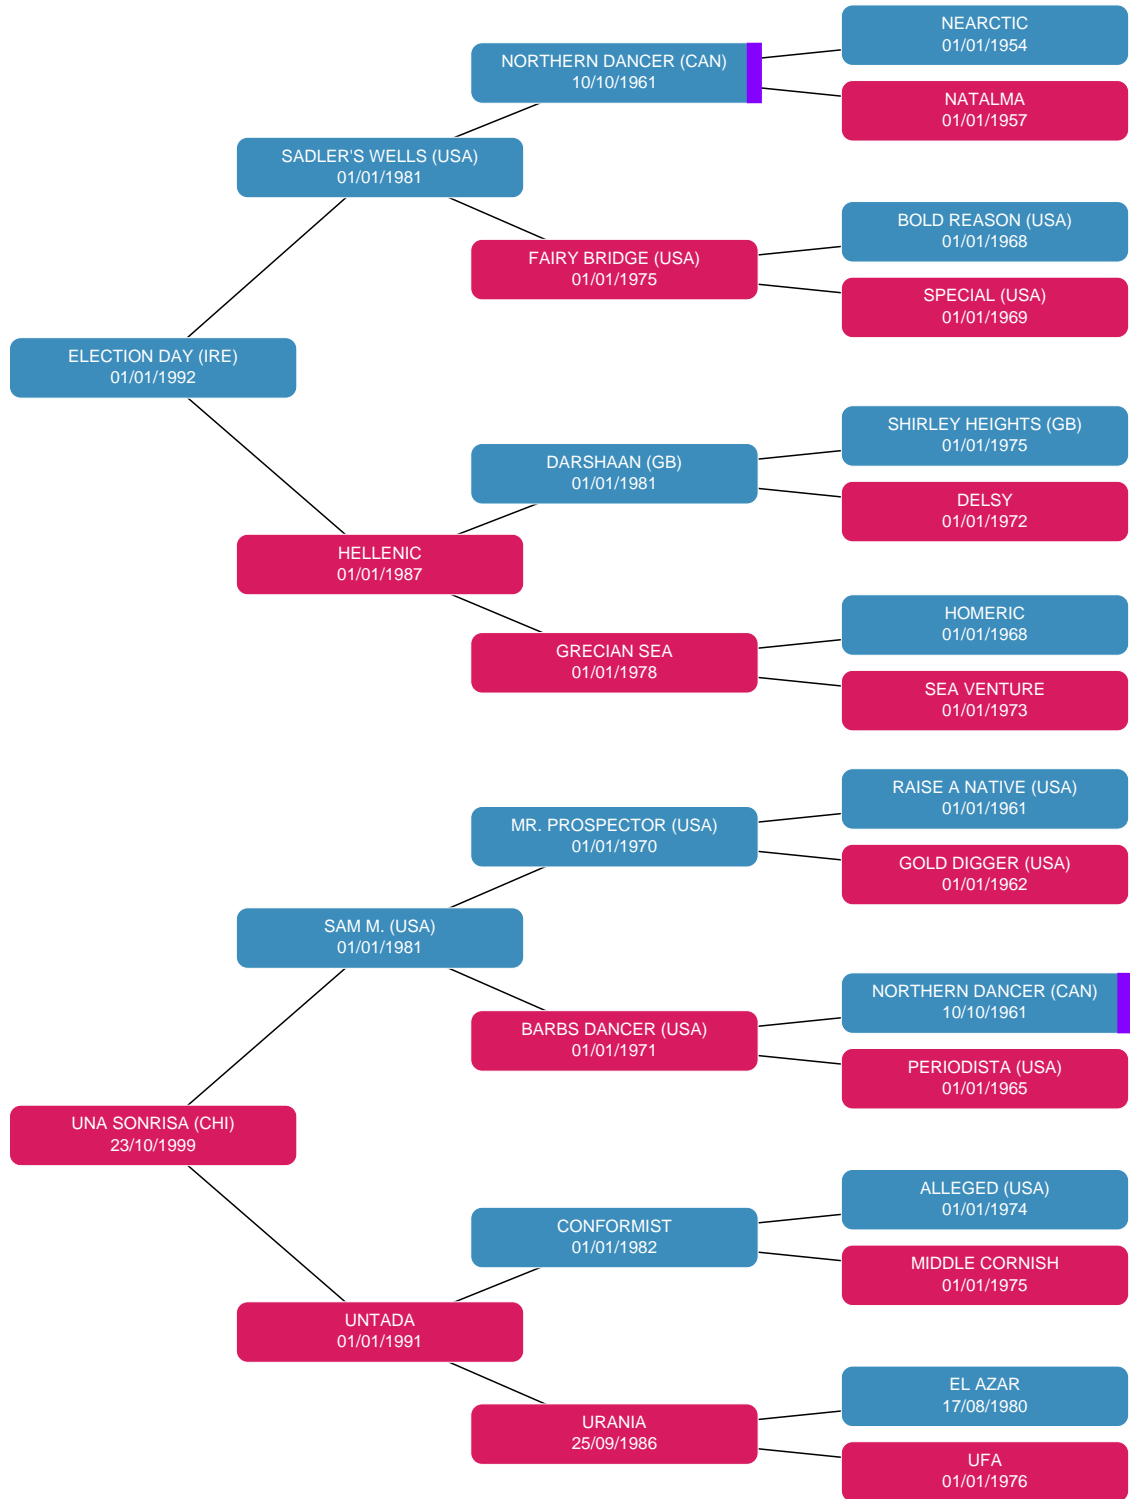 NEARCTIC
01/01/1954
NORTHERN DANCER (CAN)
10/10/1961
NATALMA
01/01/1957
SADLER'S WELLS (USA)
01/01/1981
BOLD REASON (USA)
01/01/1968
FAIRY BRIDGE (USA)
01/01/1975
SPECIAL (USA)
01/01/1969
ELECTION DAY (IRE)
01/01/1992
SHIRLEY HEIGHTS (GB)
01/01/1975
DARSHAAN (GB)
01/01/1981
DELSY
01/01/1972
HELLENIC
01/01/1987
HOMERIC
01/01/1968
GRECIAN SEA
01/01/1978
SEA VENTURE
01/01/1973
RAISE A NATIVE (USA)
01/01/1961
MR. PROSPECTOR (USA)
01/01/1970
GOLD DIGGER (USA)
01/01/1962
SAM M. (USA)
01/01/1981
NORTHERN DANCER (CAN)
10/10/1961
BARBS DANCER (USA)
01/01/1971
PERIODISTA (USA)
01/01/1965
UNA SONRISA (CHI)
23/10/1999
ALLEGED (USA)
01/01/1974
CONFORMIST
01/01/1982
MIDDLE CORNISH
01/01/1975
UNTADA
01/01/1991
EL AZAR
17/08/1980
URANIA
25/09/1986
UFA
01/01/1976